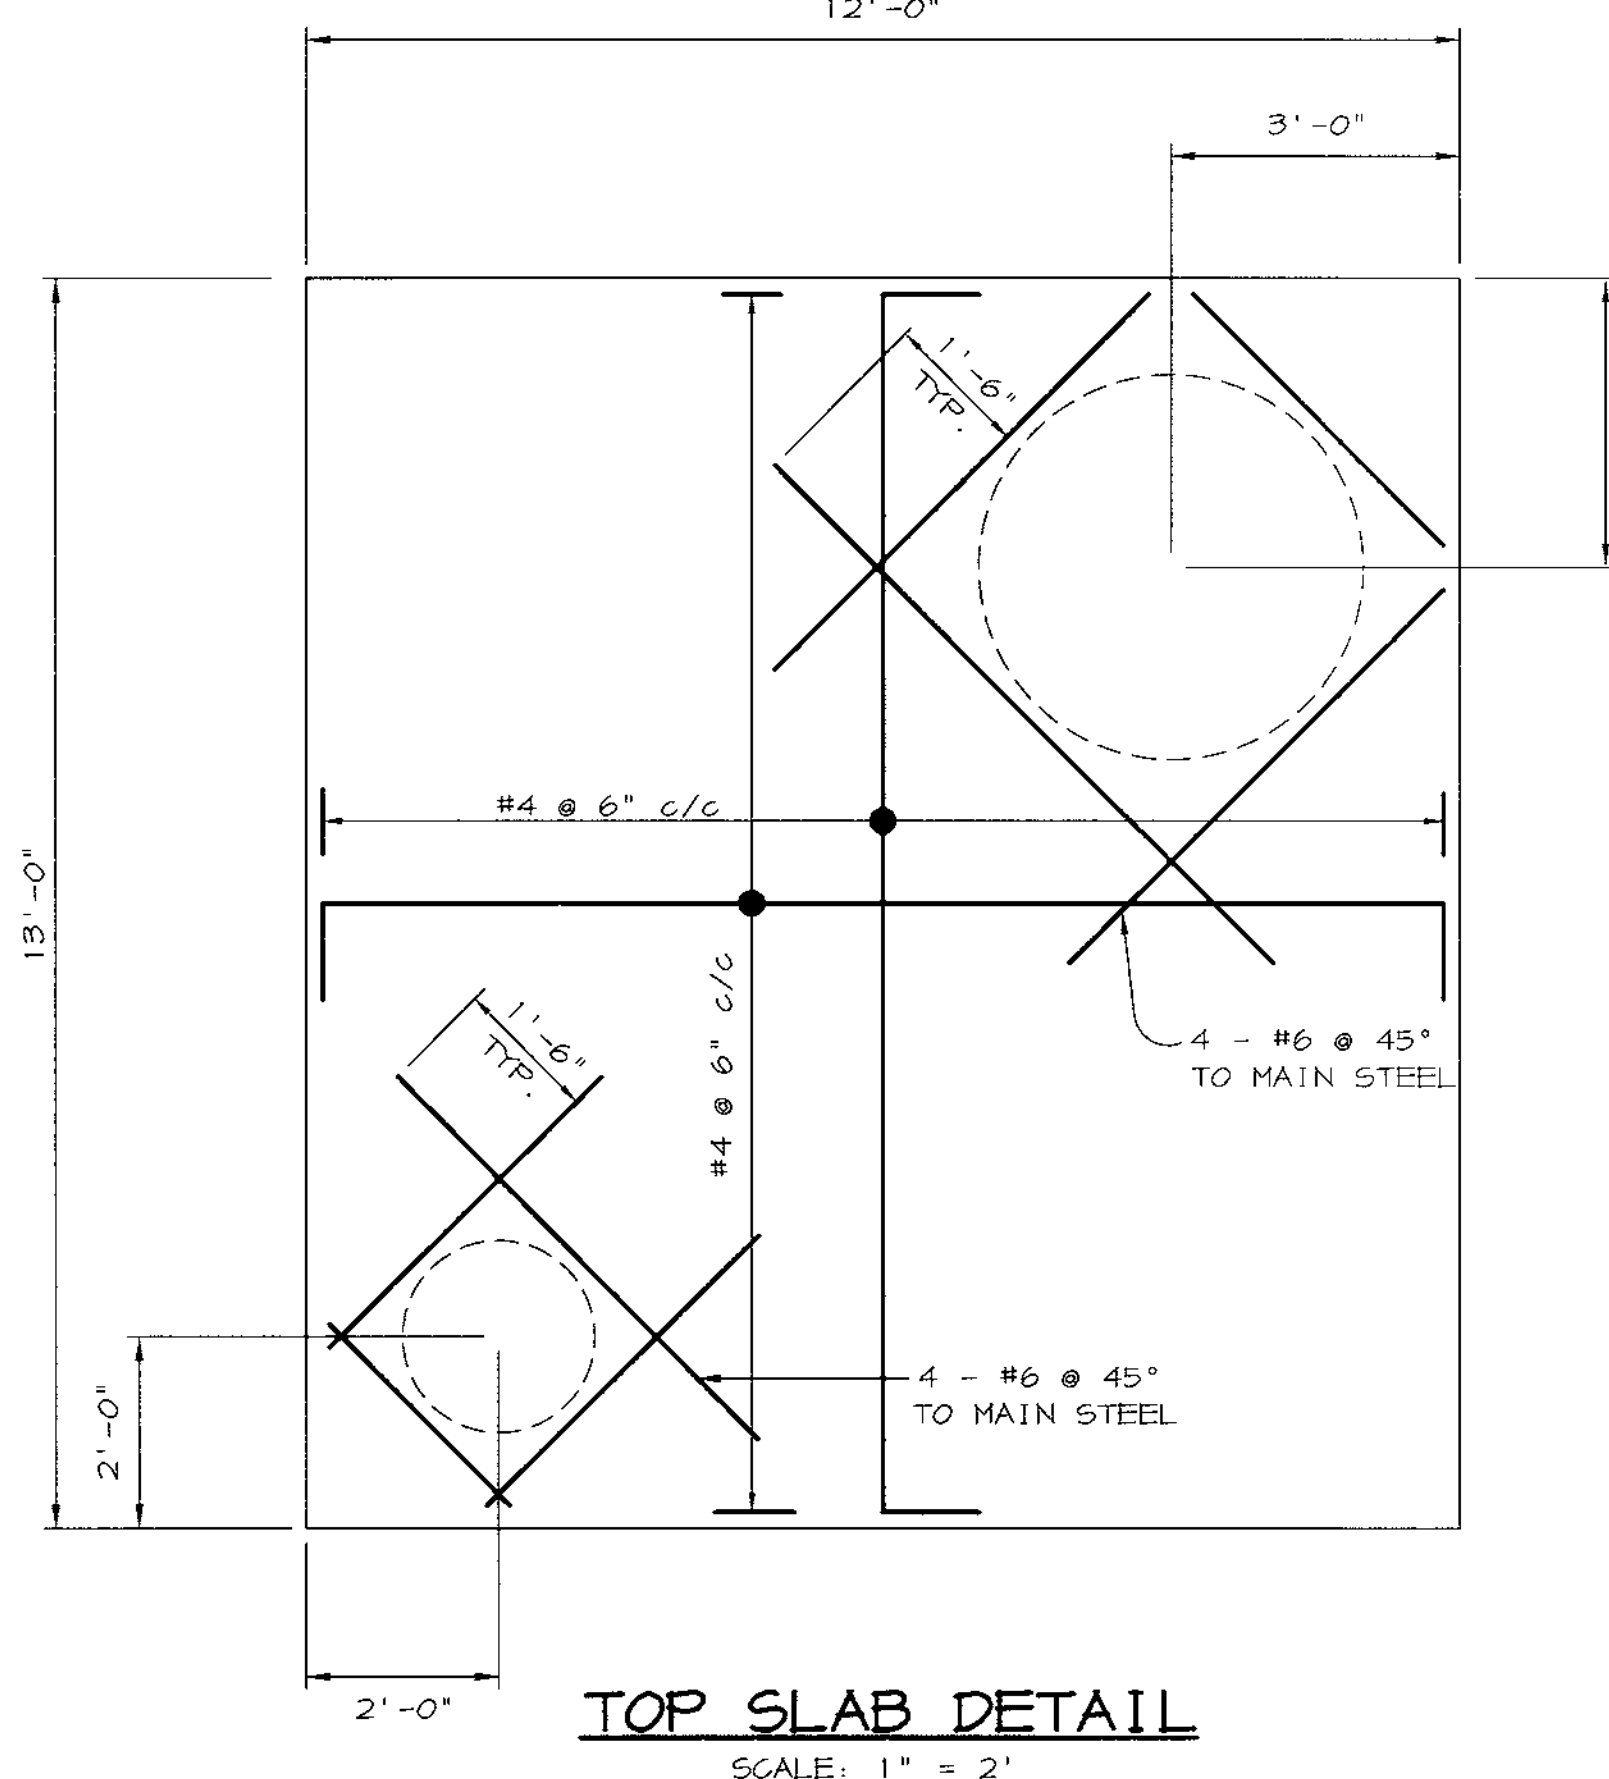 12'-0"
3'-0"
1'-6"
TYP.
#4 @ 6" c/c
13'-0"
#4 @ 6" c/c
1'-6"
TYP.
4 - #6 @ 45°
TO MAIN STEEL
4 - #6 @ 45°
TO MAIN STEEL
2'-0"
2'-0"
TOP SLAB DETAIL
SCALE: 1" = 2'